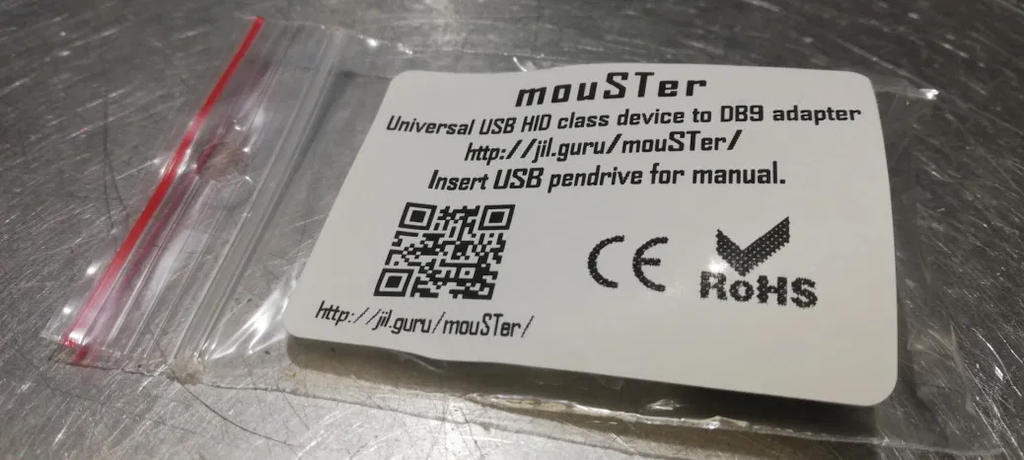 mouSTer
Universal USB HID class device to DB9 adapter
http://jil.guru/mouSTer/
Insert USB pendrive for manual.
CE
RoHS
http://jil.guru/mouSTer/